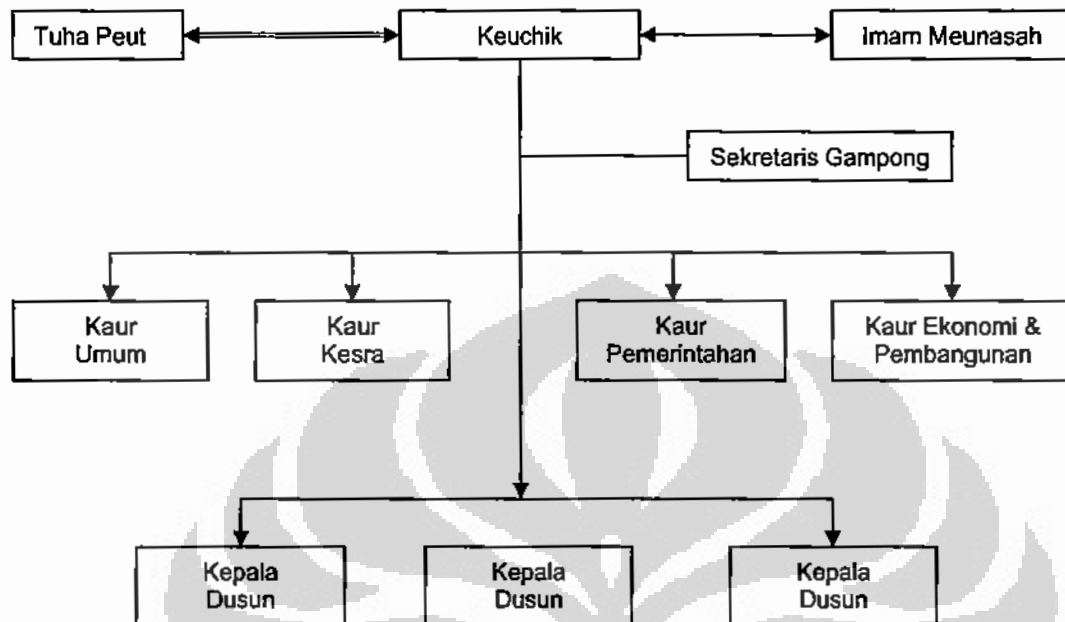 Tuha Peut
Keuchik
Imam Meunasah
Sekretaris Gampong
Kaur
Umum
Kaur
Kesra
Kaur
Pemerintahan
Kaur Ekonomi &
Pembangunan
Kepala
Dusun
Kepala
Dusun
Kepala
Dusun